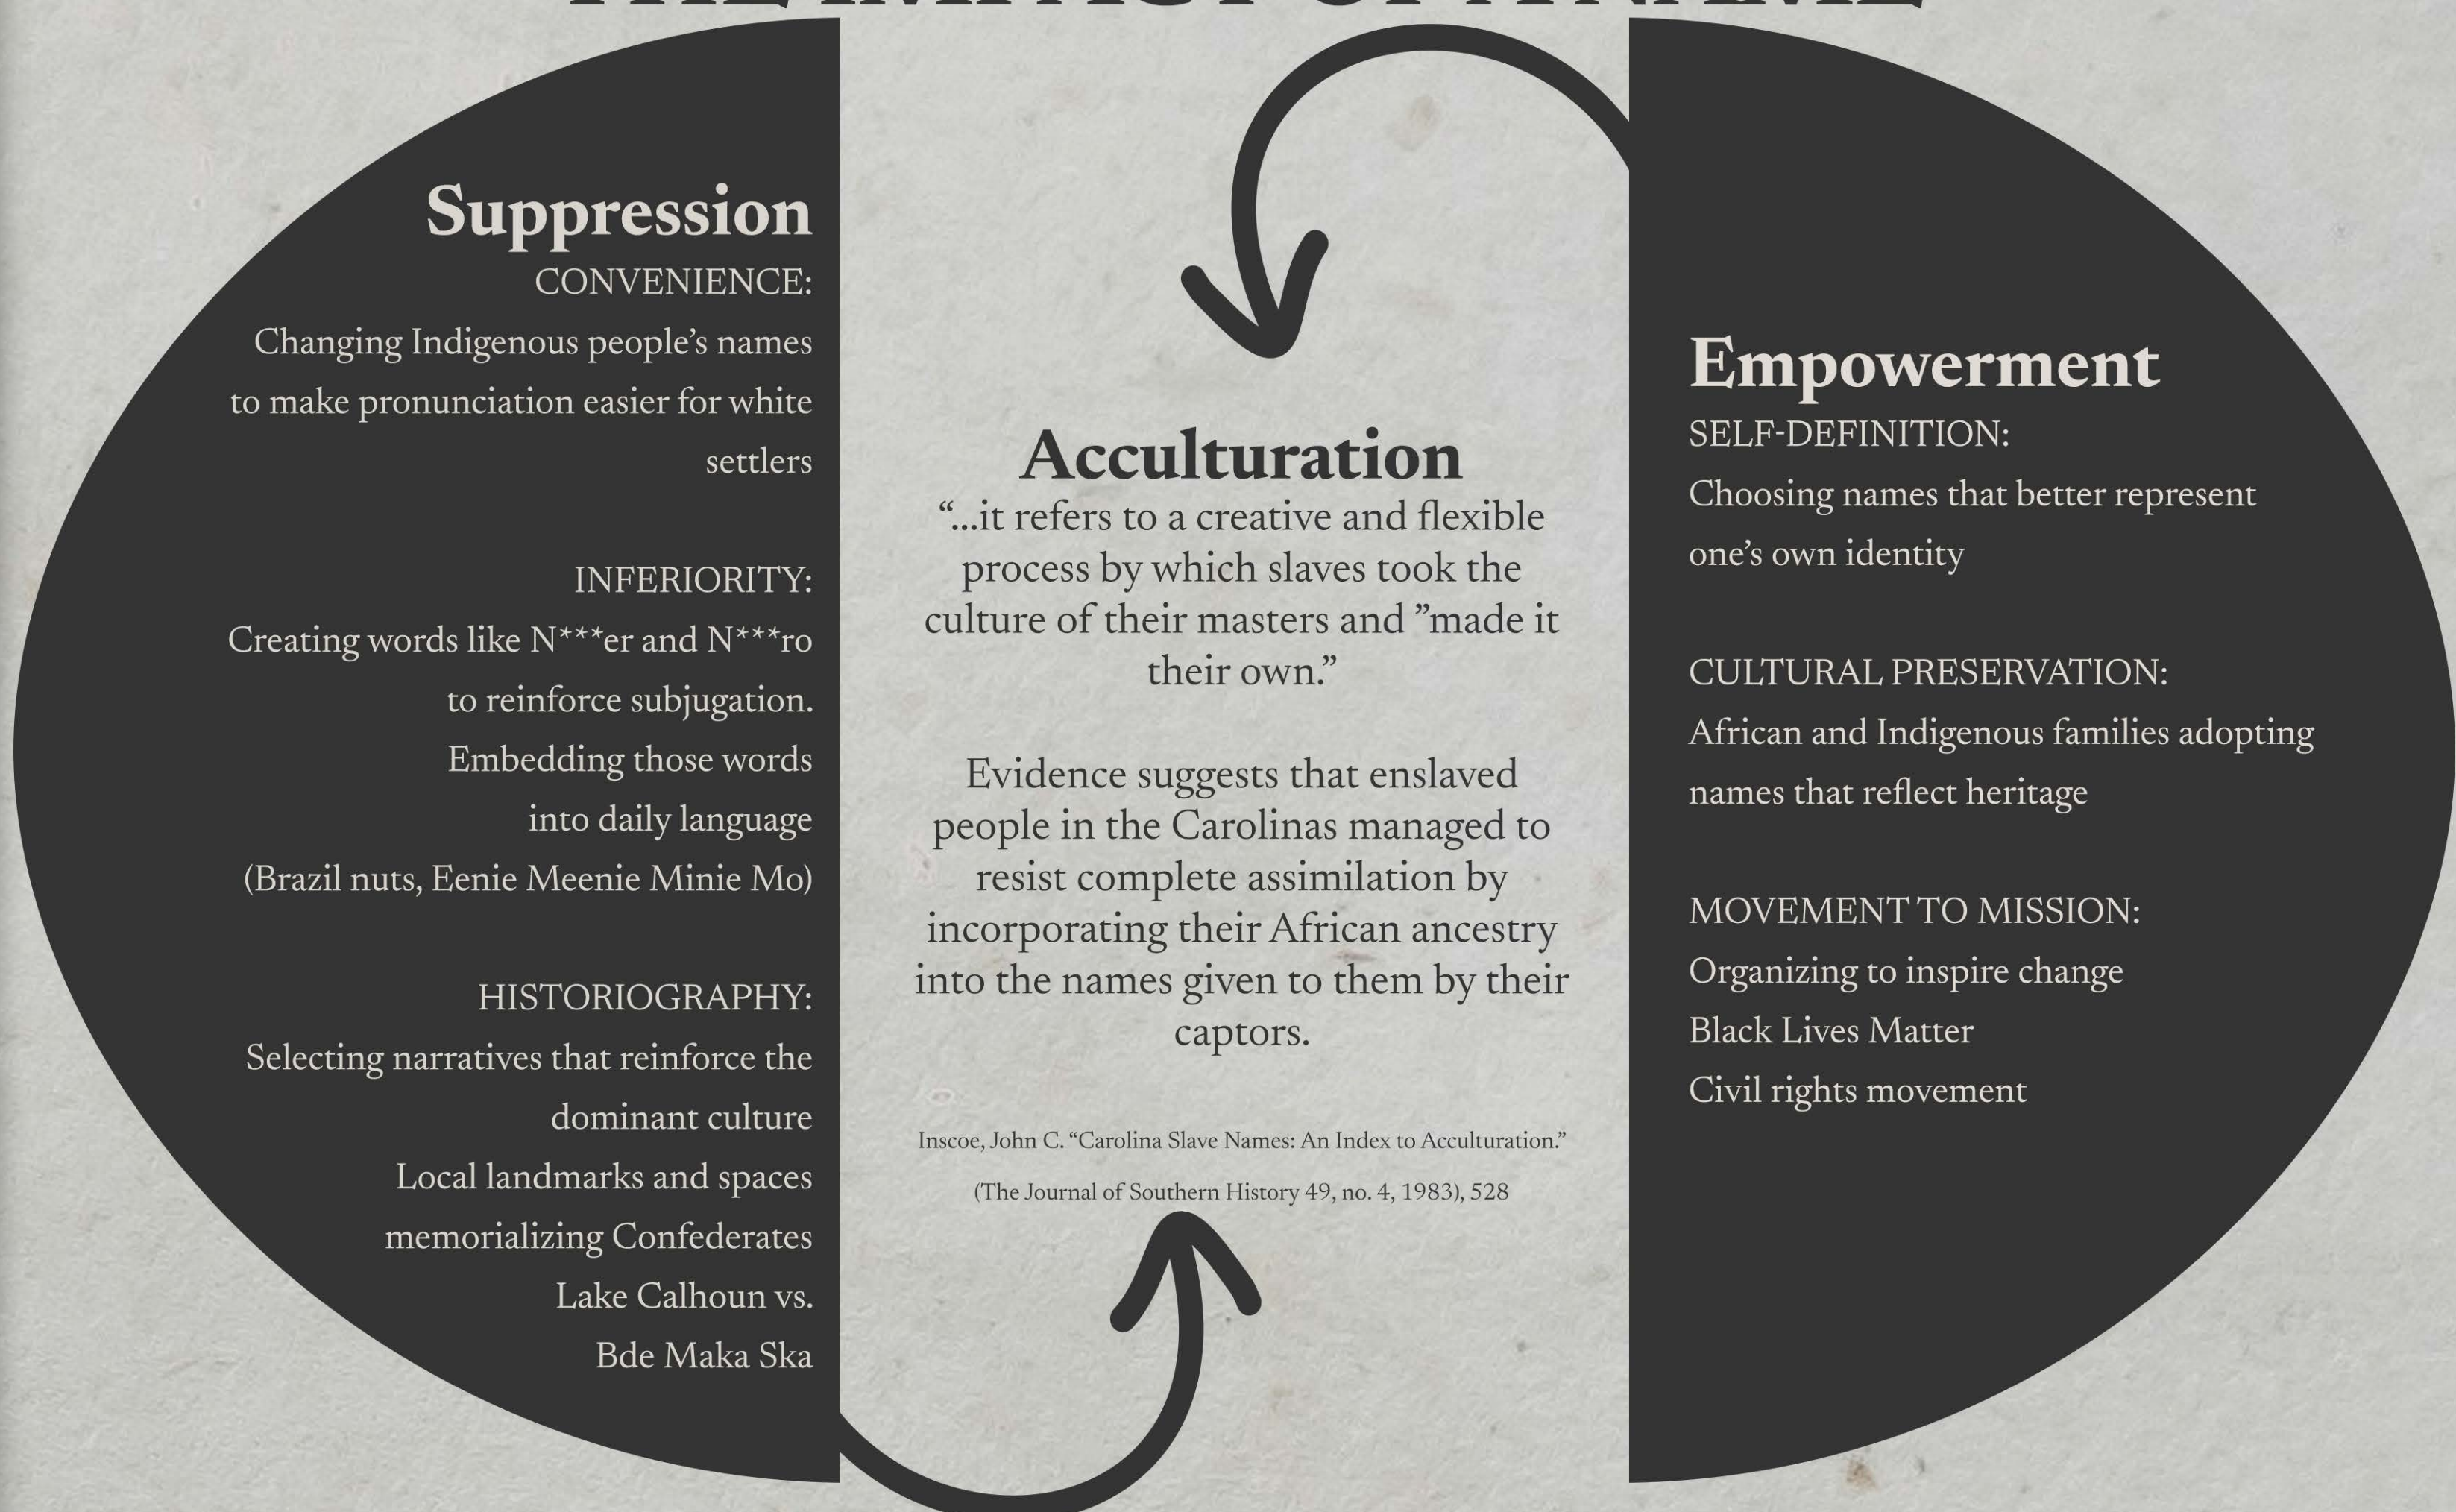 Suppression
CONVENIENCE:
Changing Indigenous people’s names
to make pronunciation easier for white
settlers
INFERIORITY:
Creating words like N***er and N***ro
to reinforce subjugation.
Embedding those words
into daily language
(Brazil nuts, Eenie Meenie Minie Mo)
HISTORIOGRAPHY:
Selecting narratives that reinforce the
dominant culture
Local landmarks and spaces
memorializing Confederates
Lake Calhoun vs.
Bde Maka Ska
Acculturation
“...it refers to a creative and flexible
process by which slaves took the
culture of their masters and ”made it
their own.”
Evidence suggests that enslaved
people in the Carolinas managed to
resist complete assimilation by
incorporating their African ancestry
into the names given to them by their
captors.
Inscoe, John C. “Carolina Slave Names: An Index to Acculturation.”
(The Journal of Southern History 49, no. 4, 1983), 528
Empowerment
SELF-DEFINITION:
Choosing names that better represent
one’s own identity
CULTURAL PRESERVATION:
African and Indigenous families adopting
names that reflect heritage
MOVEMENT TO MISSION:
Organizing to inspire change
Black Lives Matter
Civil rights movement